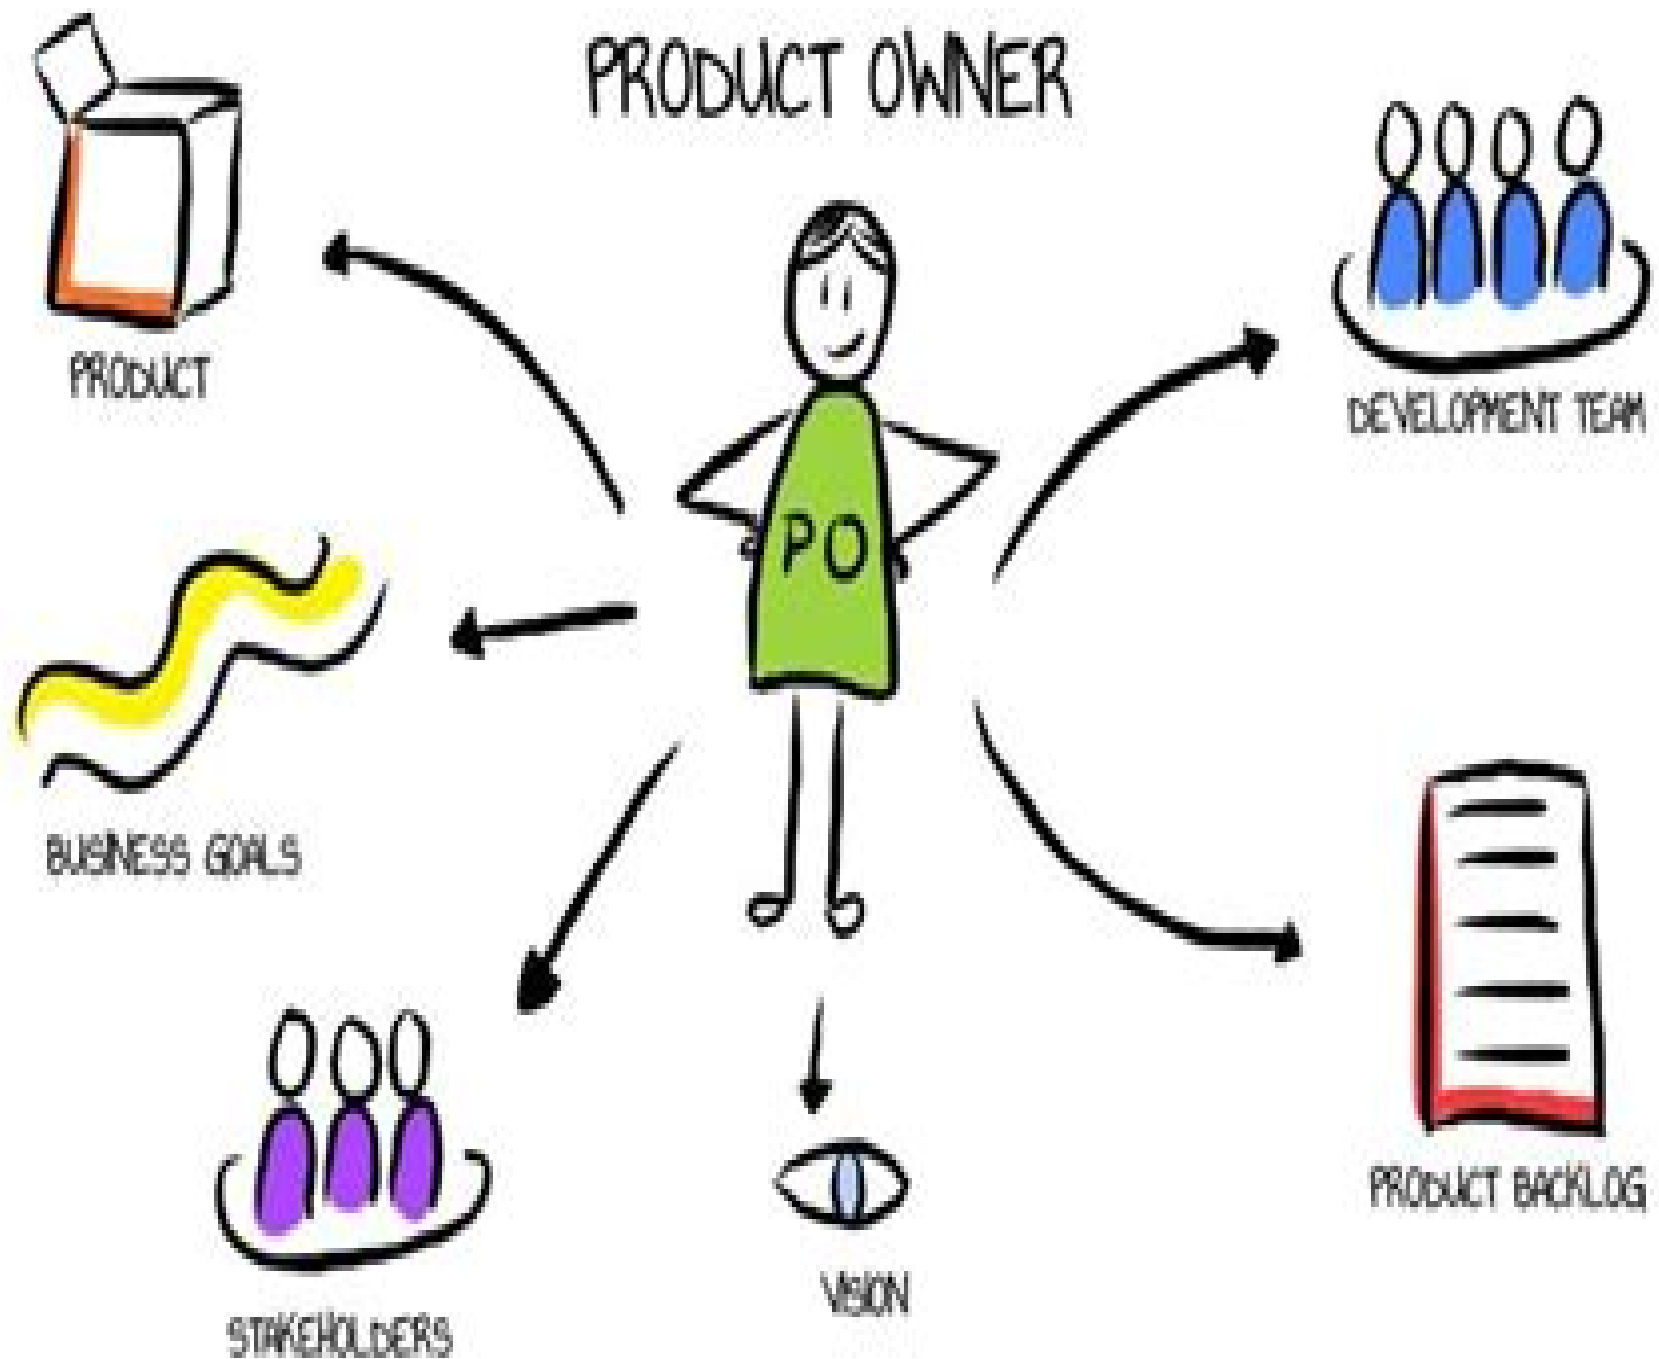 PRODUCT OWNER
PRODUCT
DEVELOPMENT TEAM
PO
BUSINESS GOALS
PRODUCT BACKLOG
STAKEHOLDERS
VISION